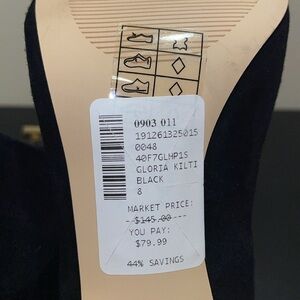 0903 011
191261325015
0048
40F7GLHP1S
GLORIA KILTI
BLACK
8
MARKET PRICE:
$145.00
YOU PAY:
$79.99
44% SAVINGS